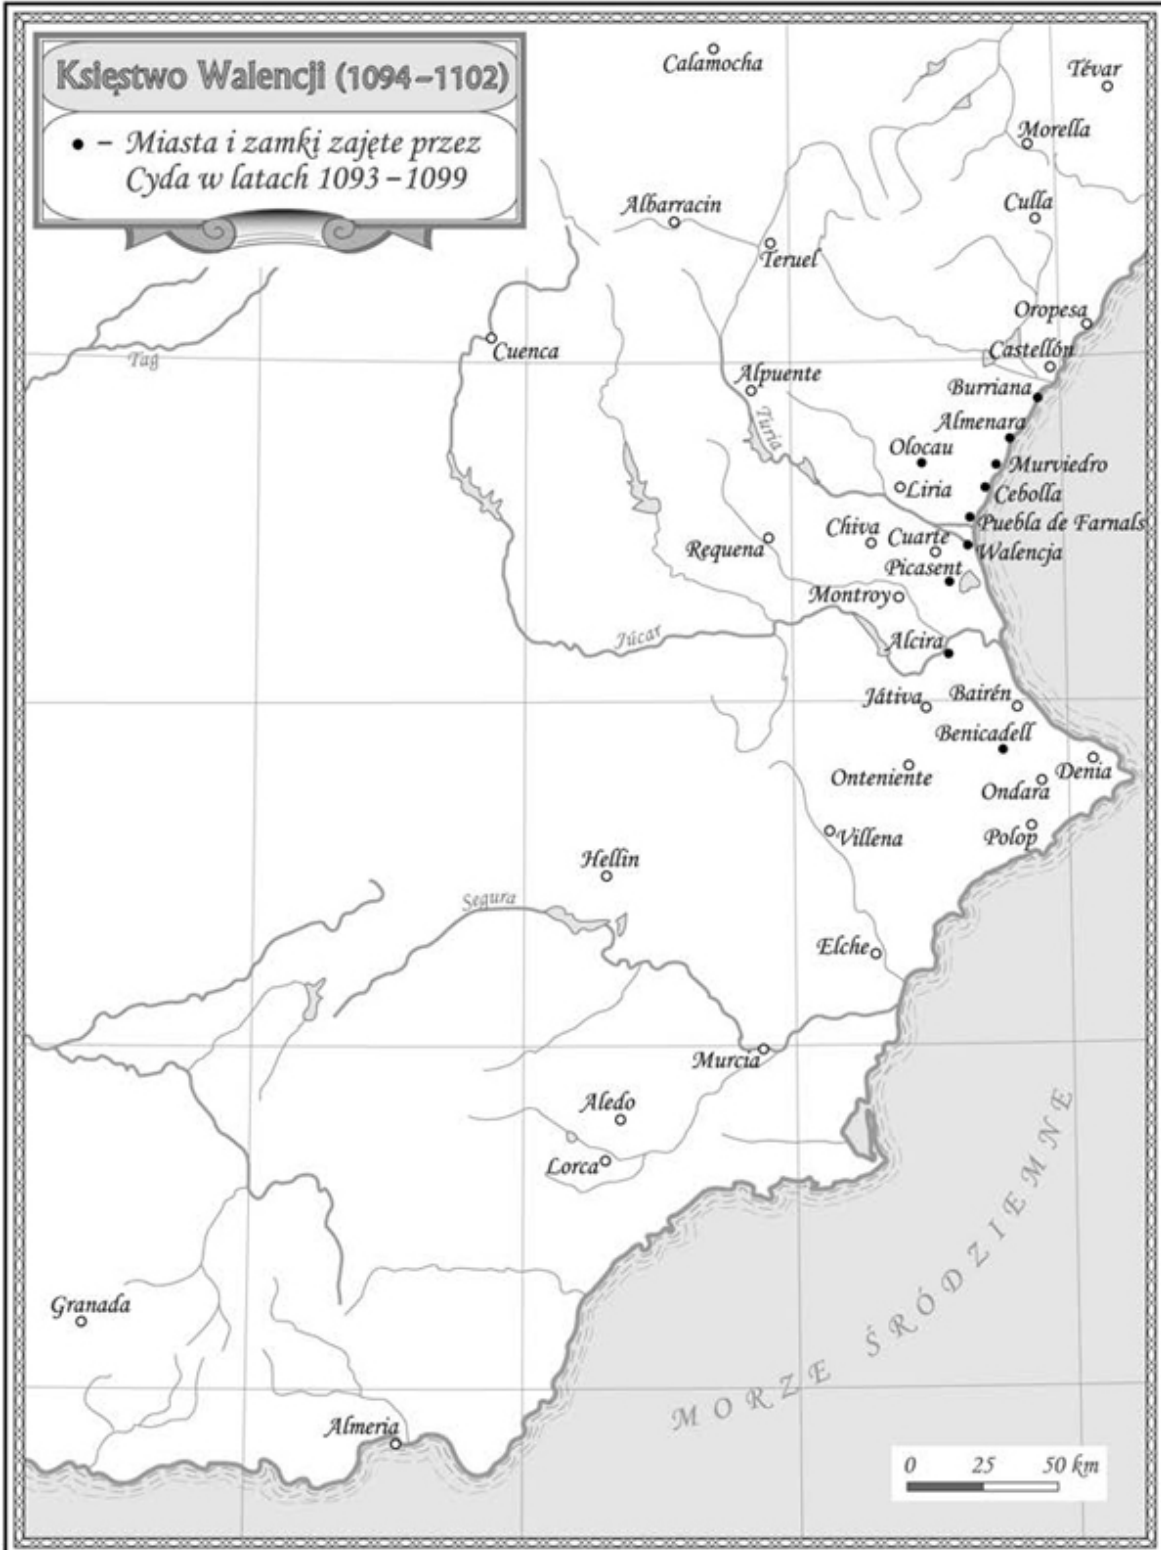 Księstwo Walencji (1094–1102)
• – Miasta i zamki zajęte przez
Cyda w latach 1093–1099
Calamocha
Tévar
Morella
Albarracin
Culla
Teruel
Oropesa
Tag
Cuenca
Castellón
Alpuente
Burriana
Turia
Almenara
Olocau
Murviedro
Liria
Cebolla
Puebla de Farnals
Chiva
Cuarte
Requena
Walencja
Picasent
Montroy
Júcar
Alcira
Játiva
Bairén
Benicadell
Onteniente
Denia
Ondara
Villena
Polop
Hellin
Segura
Elche
Murcia
Aledo
Lorca
MORZE ŚRÓDZIEMNE
Granada
Almeria
0 25 50 km